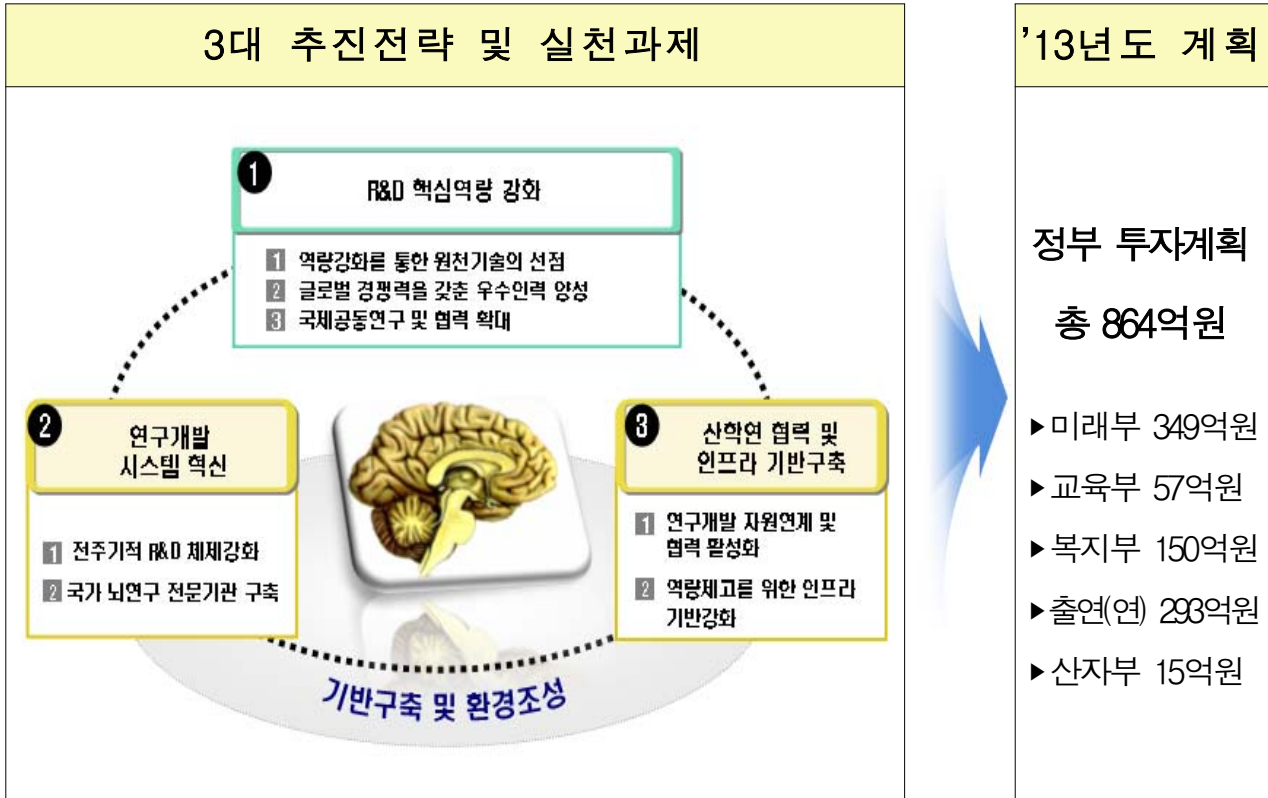 3대 추진전략 및 실천과제
1
R&D 핵심역량 강화
1 역량강화를 통한 원천기술의 선점
2 글로벌 경쟁력을 갖춘 우수인력 양성
3 국제공동연구 및 협력 확대
2
연구개발
시스템 혁신
1 전주기적 R&D 체제강화
2 국가 뇌연구 전문기관 구축
3
산학연 협력 및
인프라 기반구축
1 연구개발 자원연계 및
협력 활성화
2 역량제고를 위한 인프라
기반강화
기반구축 및 환경조성
’13년도 계획
정부 투자계획
총 864억원
▶미래부 349억원
▶교육부 57억원
▶복지부 150억원
▶출연(연) 293억원
▶산자부 15억원